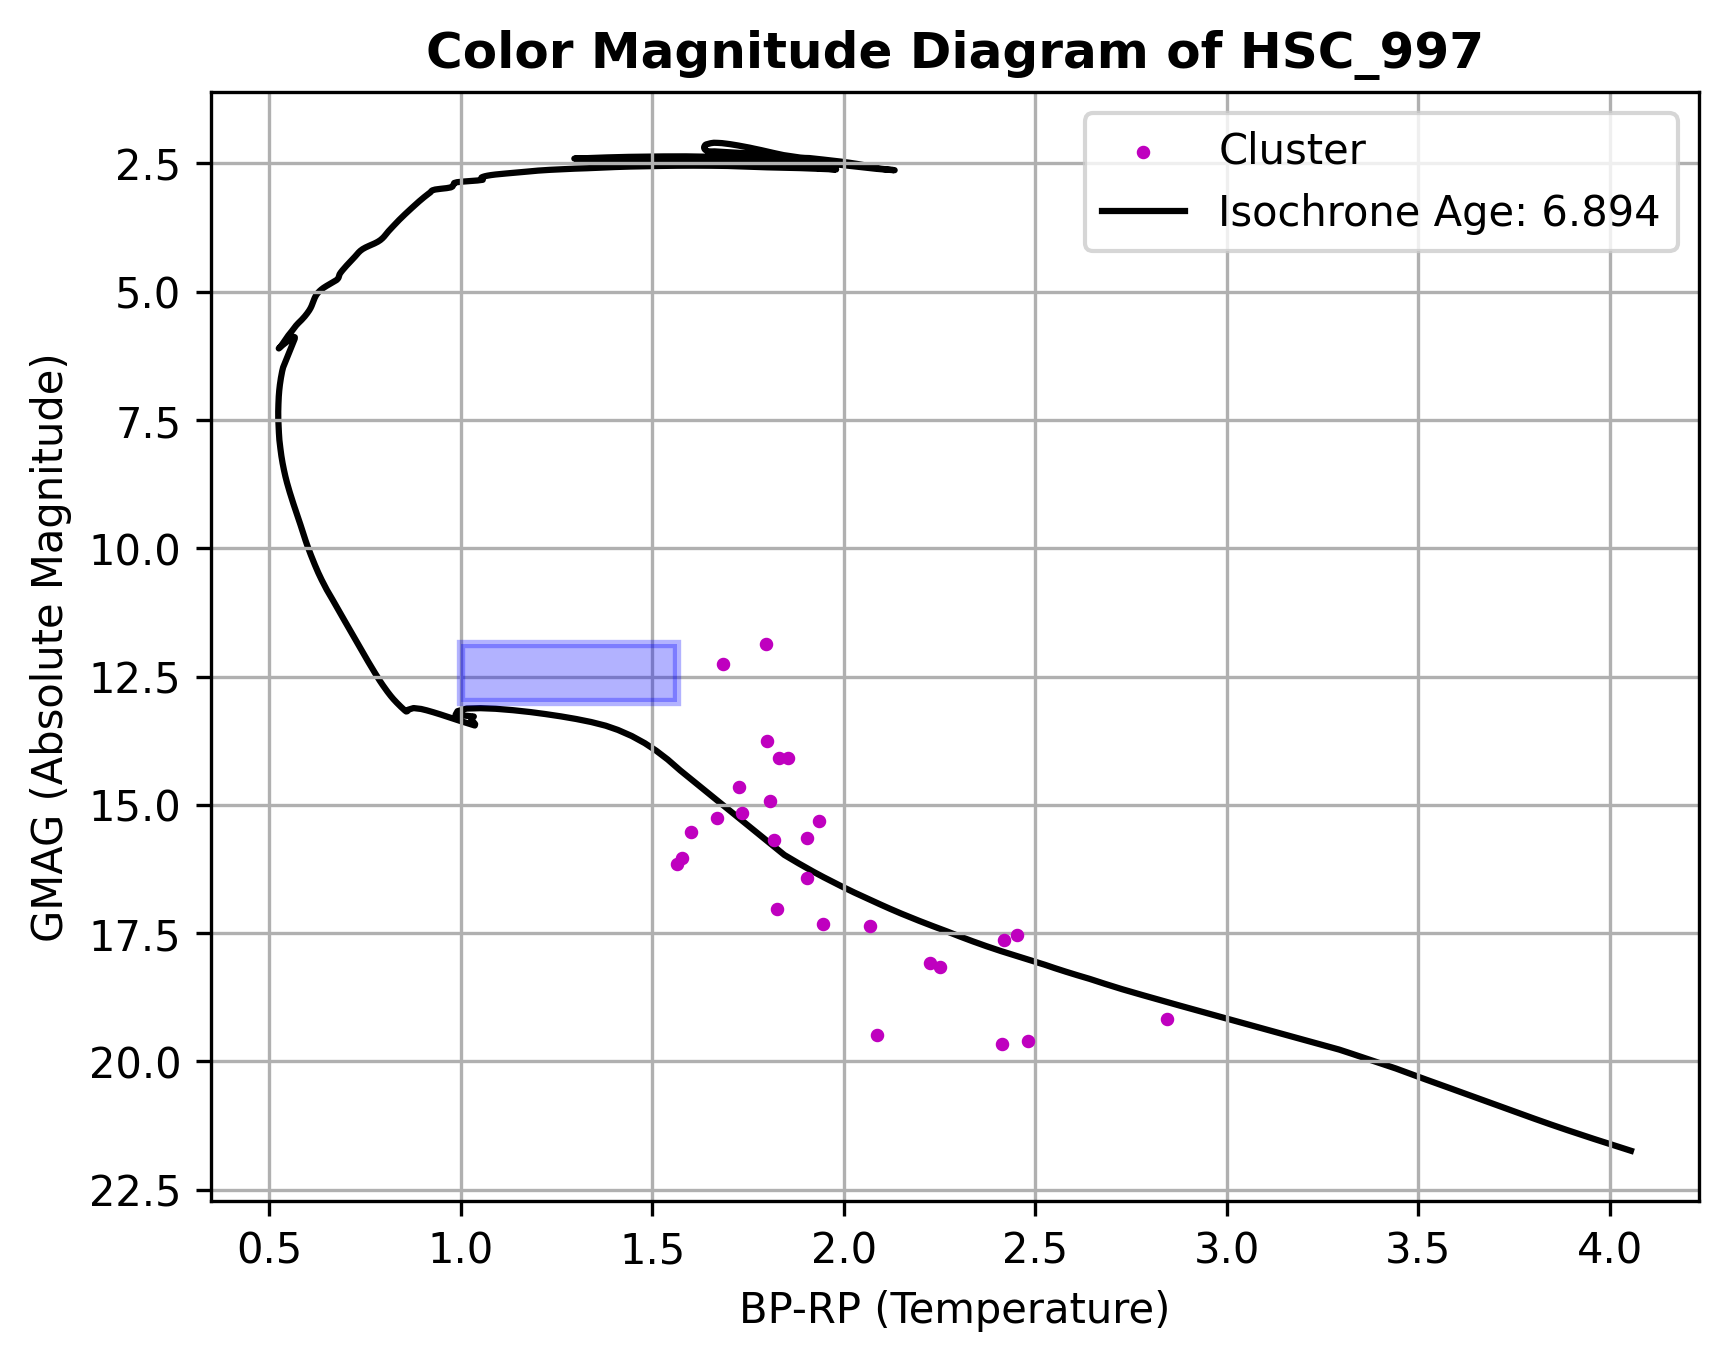 Color Magnitude Diagram of HSC_997
Cluster
Isochrone Age: 6.894
GMAG (Absolute Magnitude)
2.5
5.0
7.5
10.0
12.5
15.0
17.5
20.0
22.5
0.5 1.0 1.5 2.0 2.5 3.0 3.5 4.0
BP-RP (Temperature)